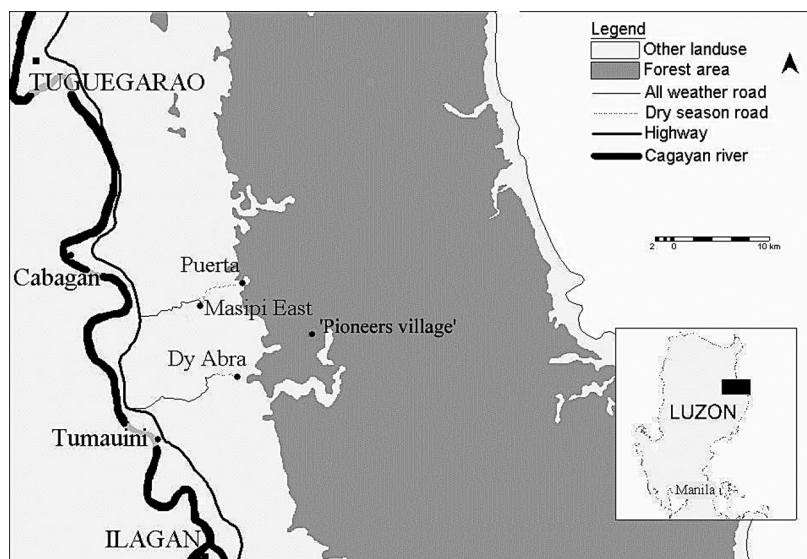 TUGUEGARAO
Cabagan
Puerta
Masipi East
'Pioneers village'
Dy Abra
Tumauini
ILAGAN
Legend
Other landuse
Forest area
All weather road
Dry season road
Highway
Cagayan river
2 0 10 km
LUZON
Manila